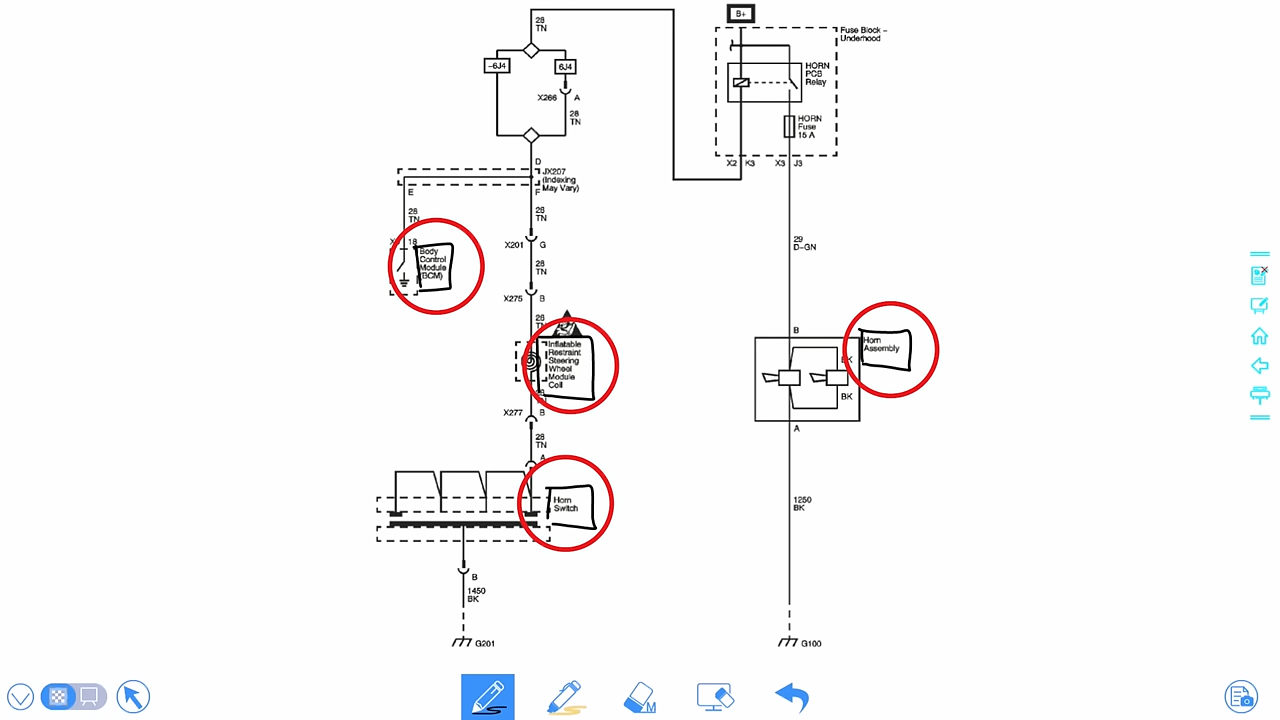 B+
Fuse Block –
Underhood
28
TN
HORN
PCB
Relay
-6J4
6J4
X266
A
28
TN
HORN
Fuse
15 A
X2
K3
X3
J3
D
JX207
(Indexing
May Vary)
E
F
28
TN
28
TN
18
X201
G
29
D-GN
Body
Control
Module
(BCM)
28
TN
X275
B
28
B
Horn
Assembly
Inflatable
Restraint
Steering
Wheel
Module
Coil
BK
BK
X277
B
A
28
TN
A
Horn
Switch
1250
BK
B
1450
BK
G201
G100
M